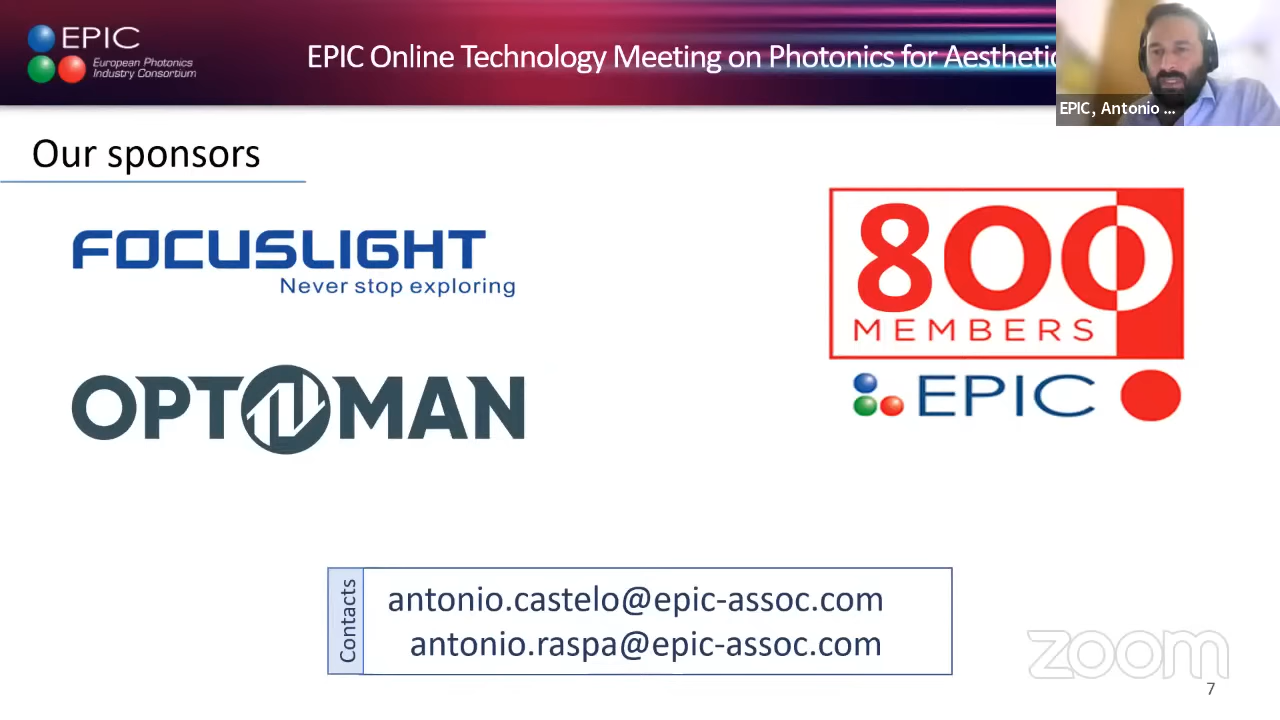 EPIC
European Photonics
Industry Consortium
EPIC Online Technology Meeting on Photonics for Aesthetic
EPIC, Antonio ...
Our sponsors
FOCUSLIGHT
Never stop exploring
800
MEMBERS
EPIC
OPTOMAN
Contacts
antonio.castelo@epic-assoc.com
antonio.raspa@epic-assoc.com
zoom
7